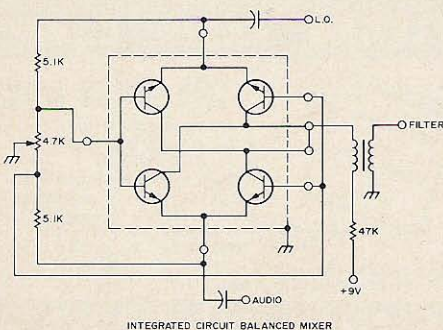 L.O.
5.1K
4.7K
5.1K
FILTER
47K
+9V
AUDIO
INTEGRATED CIRCUIT BALANCED MIXER